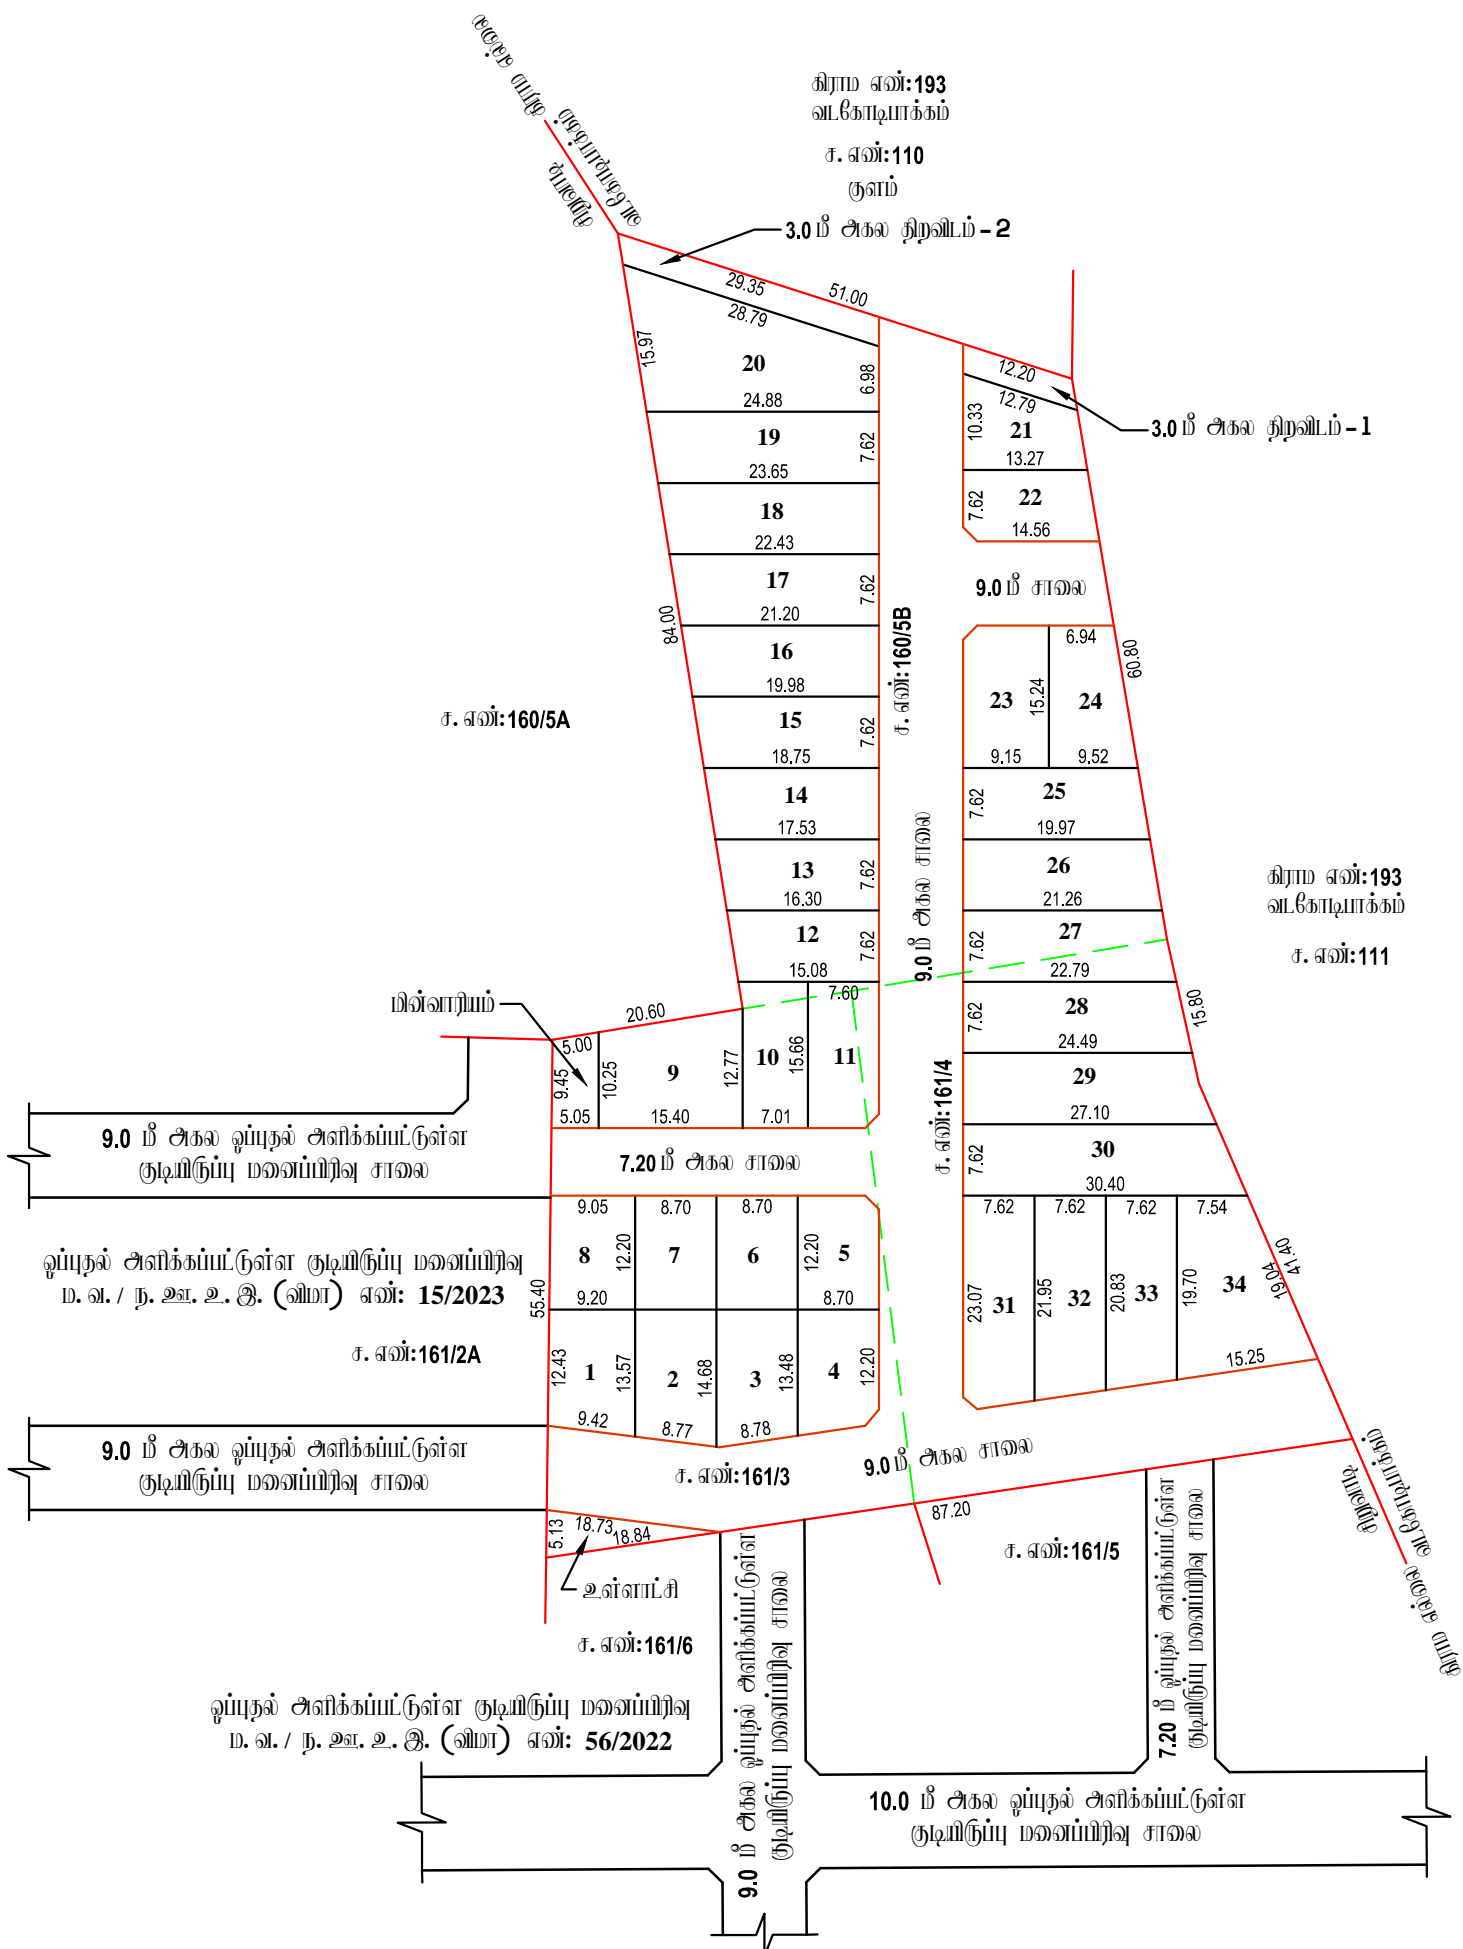 கிராம எல்லை
வடகோடிபாக்கம்
சிறுவாடி
கிராம எண்:193
வடகோடிபாக்கம்
ச. எண்:110
குளம்
3.0 மீ அகல திறவிடம் - 2
29.35
51.00
28.79
15.97
20
6.98
24.88
12.20
12.79
3.0 மீ அகல திறவிடம் - 1
10.33
21
13.27
19
7.62
23.65
7.62
22
14.56
18
22.43
9.0 மீ சாலை
17
7.62
21.20
84.00
ச. எண்:160/5B
6.94
60.80
16
19.98
23
15.24
24
9.15
9.52
ச. எண்:160/5A
15
7.62
18.75
14
17.53
7.62
25
19.97
13
7.62
16.30
9.0 மீ அகல சாலை
26
21.26
கிராம எண்:193
வடகோடிபாக்கம்
ச. எண்:111
12
7.62
15.08
7.62
27
22.79
மின்வாரியம்
20.60
7.60
7.62
28
24.49
15.80
5.00
9.45
10.25
9
12.77
10
15.66
11
5.05
15.40
7.01
ச. எண்:161/4
29
27.10
9.0 மீ அகல ஒப்புதல் அளிக்கப்பட்டுள்ள
குடியிருப்பு மனைப்பிரிவு சாலை
7.20 மீ அகல சாலை
7.62
30
30.40
9.05
8.70
8.70
7.62
7.62
7.62
7.54
8
12.20
7
6
12.20
5
9.20
8.70
41.40
19.04
ஒப்புதல் அளிக்கப்பட்டுள்ள குடியிருப்பு மனைப்பிரிவு
ம. வ. / ந. ஊ. உ. இ. (விமா) எண்: 15/2023
55.40
23.07
31
21.95
32
20.83
33
19.70
34
ச. எண்:161/2A
12.43
1
13.57
2
14.68
3
13.48
4
12.20
15.25
9.42
8.77
8.78
9.0 மீ அகல ஒப்புதல் அளிக்கப்பட்டுள்ள
குடியிருப்பு மனைப்பிரிவு சாலை
ச. எண்:161/3
9.0 மீ அகல சாலை
வடகோடிபாக்கம்
சிறுவாடி
கிராம எல்லை
5.13
18.73
18.84
87.20
ச. எண்:161/5
உள்ளாட்சி
ச. எண்:161/6
ஒப்புதல் அளிக்கப்பட்டுள்ள குடியிருப்பு மனைப்பிரிவு
ம. வ. / ந. ஊ. உ. இ. (விமா) எண்: 56/2022
9.0 மீ அகல ஒப்புதல் அளிக்கப்பட்டுள்ள
குடியிருப்பு மனைப்பிரிவு சாலை
7.20 மீ ஒப்புதல் அளிக்கப்பட்டுள்ள
குடியிருப்பு மனைப்பிரிவு சாலை
10.0 மீ அகல ஒப்புதல் அளிக்கப்பட்டுள்ள
குடியிருப்பு மனைப்பிரிவு சாலை